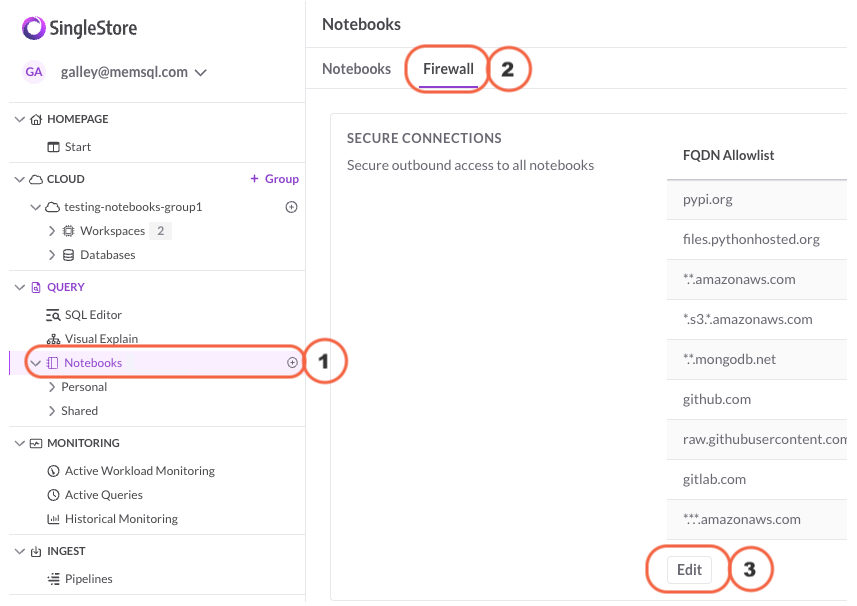 SingleStore
GA galley@memsql.com
HOMEPAGE
Start
CLOUD + Group
testing-notebooks-group1
Workspaces 2
Databases
QUERY
SQL Editor
Visual Explain
Notebooks 1
Personal
Shared
MONITORING
Active Workload Monitoring
Active Queries
Historical Monitoring
INGEST
Pipelines
Notebooks
Notebooks Firewall 2
SECURE CONNECTIONS
Secure outbound access to all notebooks
FQDN Allowlist
pypi.org
files.pythonhosted.org
*.*.amazonaws.com
*.s3.*.amazonaws.com
*.*.mongodb.net
github.com
raw.githubusercontent.com
gitlab.com
*.*.*.amazonaws.com
Edit 3